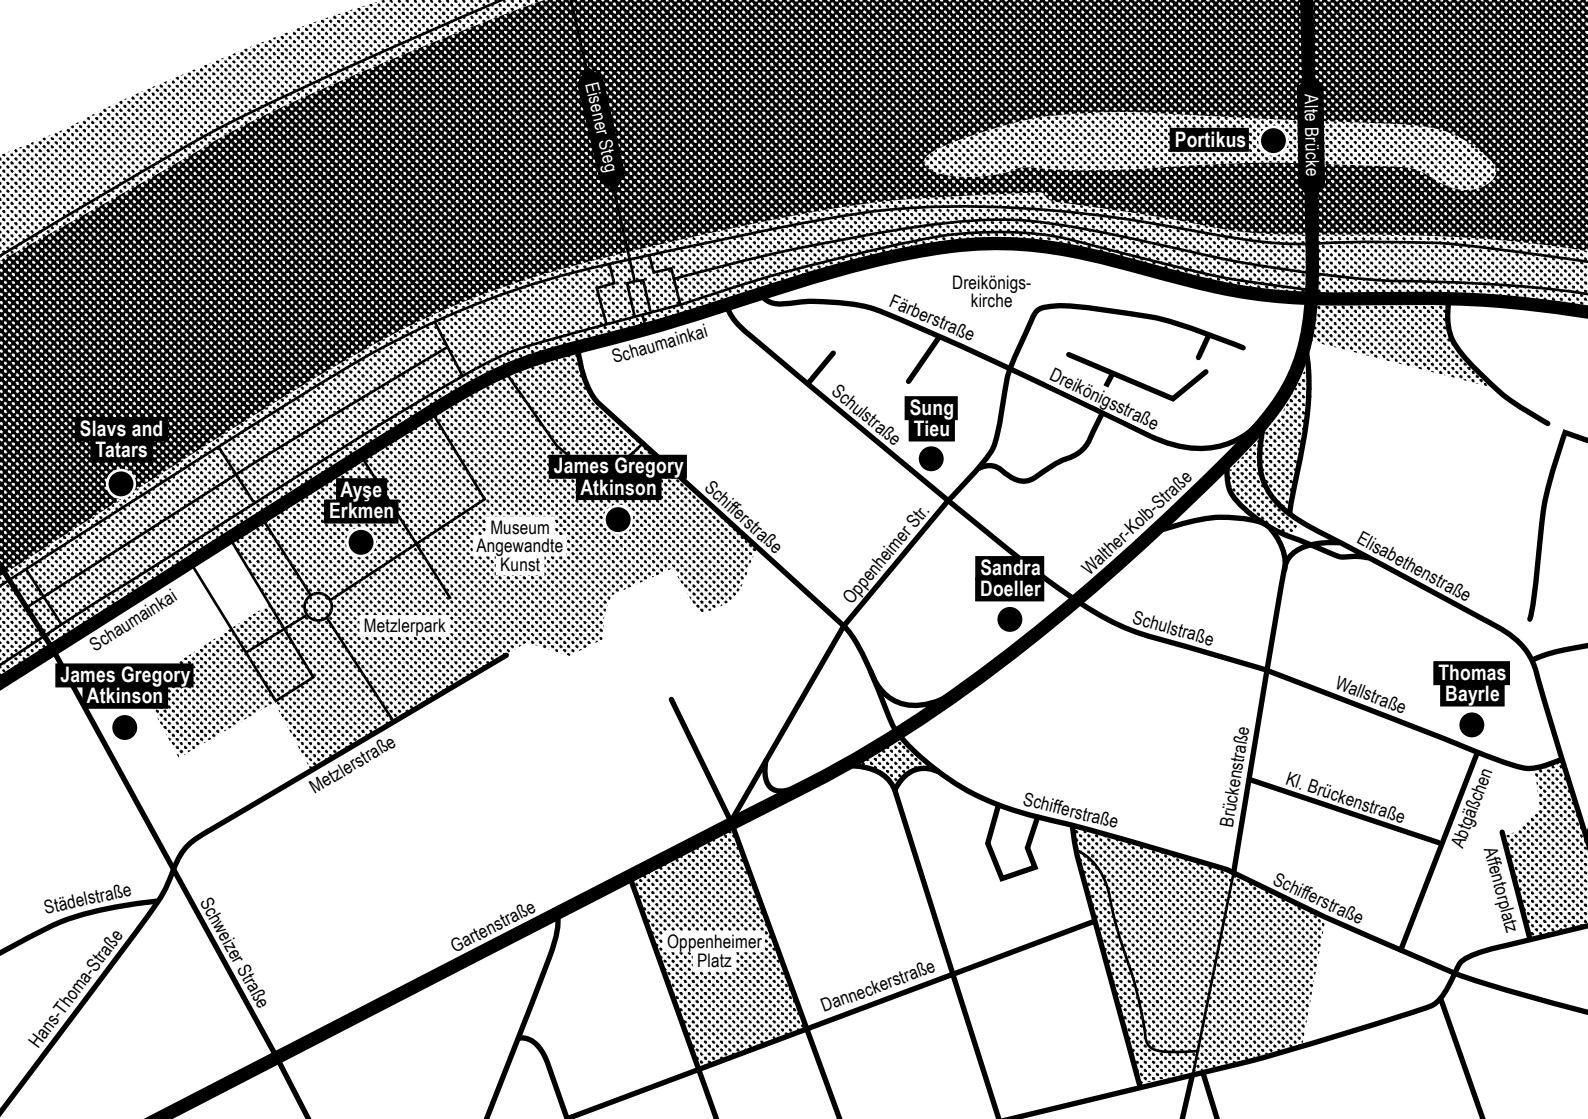 Eisener Steg
Alte Brücke
Portikus
Dreikönigs-
kirche
Färberstraße
Schaumainkai
Dreikönigsstraße
Schulstraße
Sung
Tieu
Slavs and
Tatars
James Gregory
Atkinson
Ayşe
Erkmen
Schifferstraße
Museum
Angewandte
Kunst
Oppenheimer Str.
Walther-Kolb-Straße
Elisabethenstraße
Sandra
Doeller
Schaumainkai
Metzlerpark
Schulstraße
James Gregory
Atkinson
Thomas
Bayrle
Wallstraße
Metzlerstraße
Brückenstraße
Kl. Brückenstraße
Abtgäßchen
Schifferstraße
Affentorplatz
Städelstraße
Schifferstraße
Schweizer Straße
Gartenstraße
Oppenheimer
Platz
Hans-Thoma-Straße
Danneckerstraße